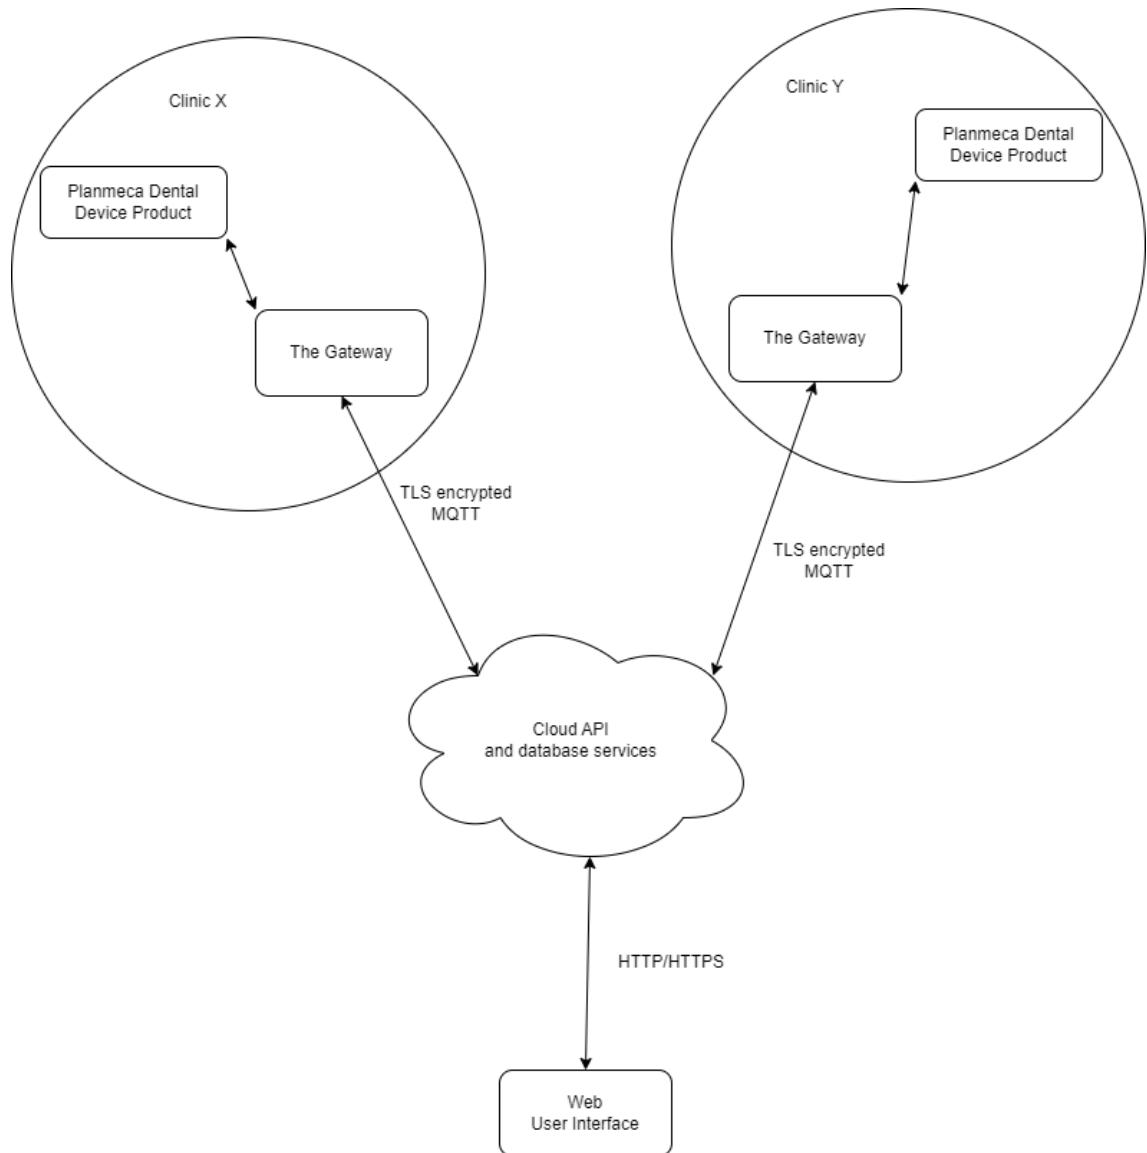 Clinic X
Planmeca Dental
Device Product
The Gateway
Clinic Y
Planmeca Dental
Device Product
The Gateway
TLS encrypted
MQTT
TLS encrypted
MQTT
Cloud API
and database services
HTTP/HTTPS
Web
User Interface